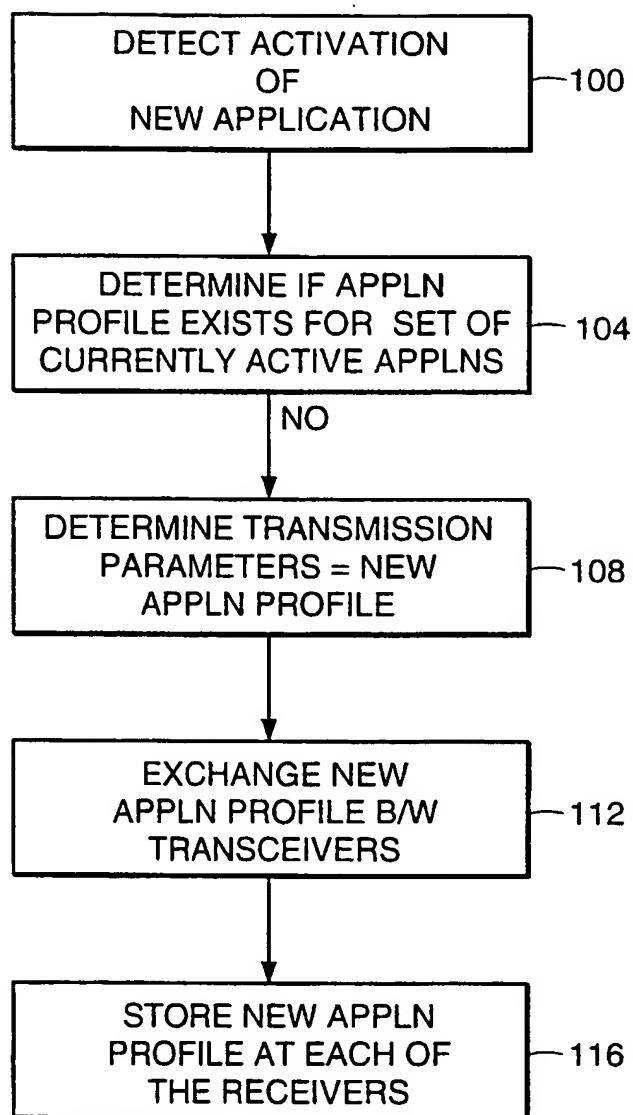 DETECT ACTIVATION
OF
NEW APPLICATION
100
DETERMINE IF APPLN
PROFILE EXISTS FOR SET OF
CURRENTLY ACTIVE APPLNS
104
NO
DETERMINE TRANSMISSION
PARAMETERS = NEW
APPLN PROFILE
108
EXCHANGE NEW
APPLN PROFILE B/W
TRANSCEIVERS
112
STORE NEW APPLN
PROFILE AT EACH OF
THE RECEIVERS
116